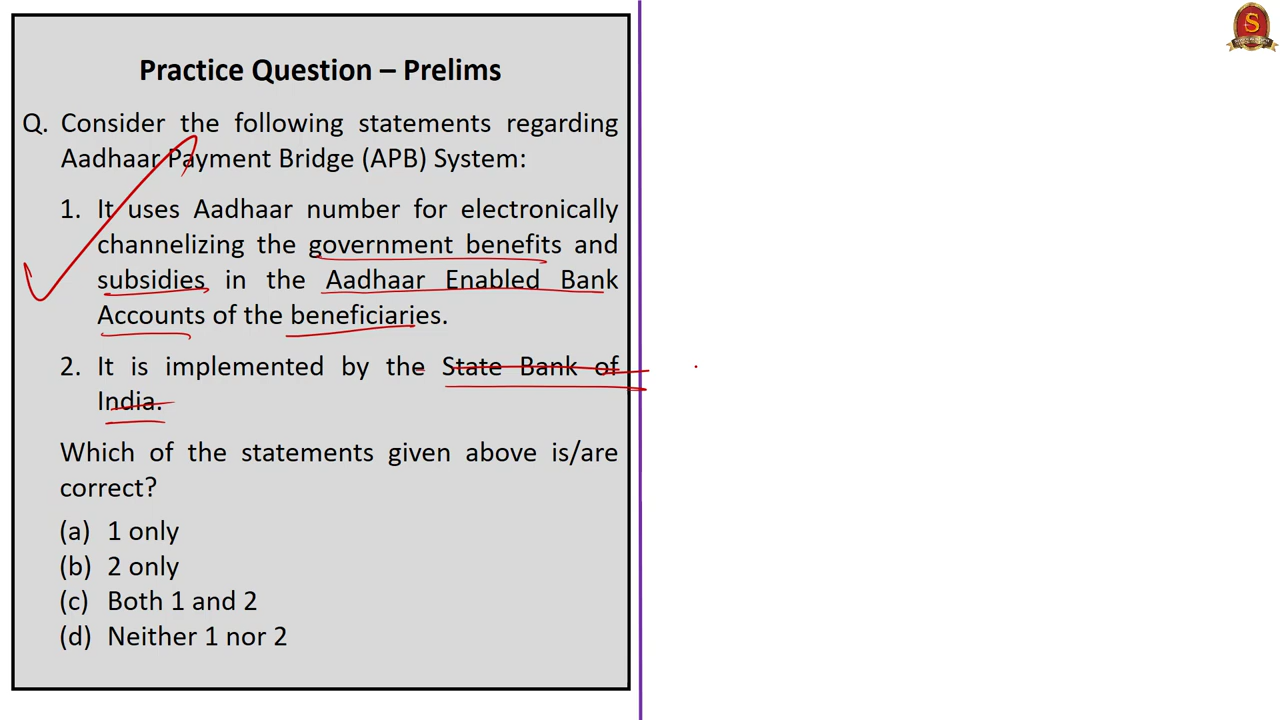 Practice Question – Prelims
Q. Consider the following statements regarding
Aadhaar Payment Bridge (APB) System:
1. It uses Aadhaar number for electronically
channelizing the government benefits and
subsidies in the Aadhaar Enabled Bank
Accounts of the beneficiaries.
2. It is implemented by the State Bank of
India.
Which of the statements given above is/are
correct?
(a) 1 only
(b) 2 only
(c) Both 1 and 2
(d) Neither 1 nor 2
S